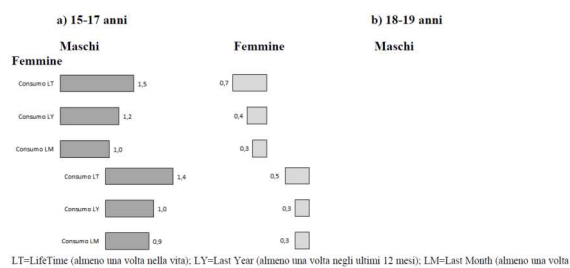 a) 15-17 anni b) 18-19 anni
Maschi Femmine Maschi
Femmine
Consumo LT 1,5 0,7
Consumo LY 1,2 0,4
Consumo LM 1,0 0,3
Consumo LT 1,4 0,5
Consumo LY 1,0 0,3
Consumo LM 0,9 0,3
LT=LifeTime (almeno una volta nella vita); LY=Last Year (almeno una volta negli ultimi 12 mesi); LM=Last Month (almeno una volta